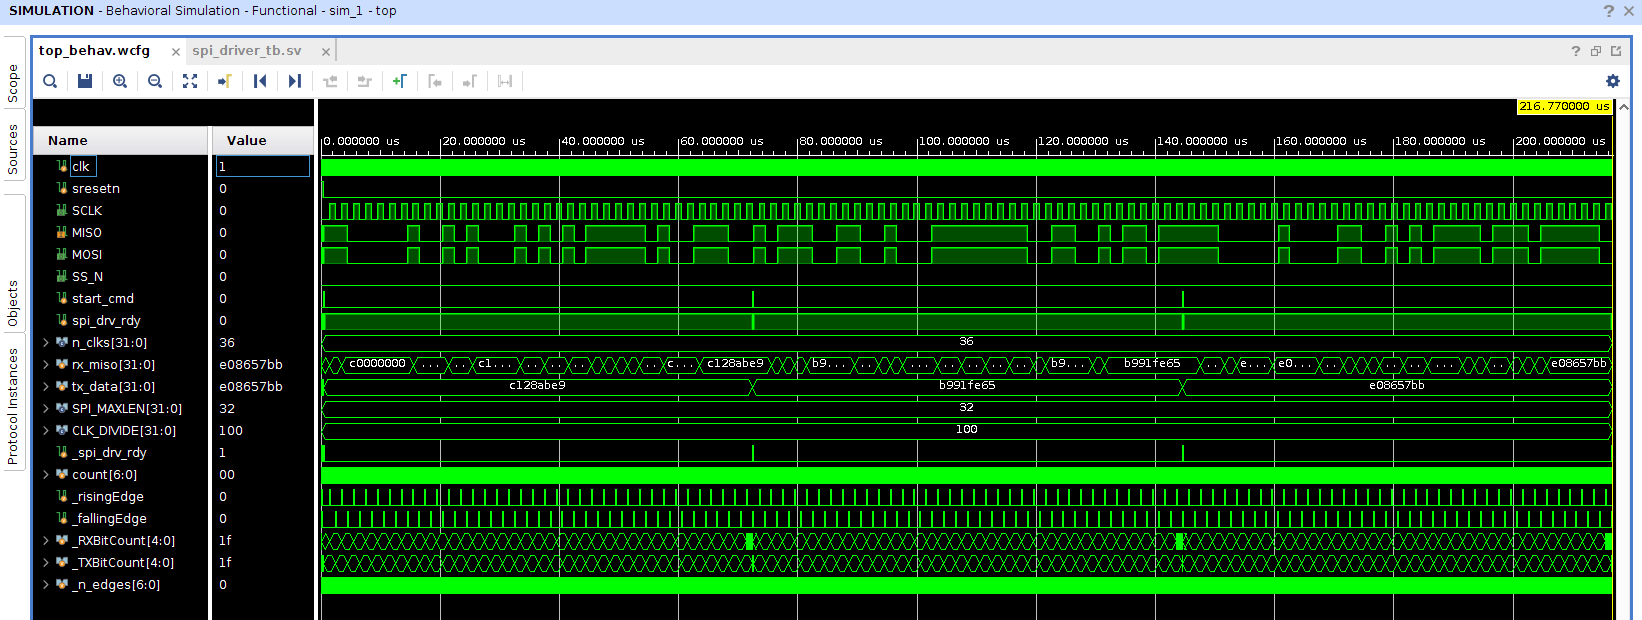 SIMULATION - Behavioral Simulation - Functional - sim_1 - top
? ×
top_behav.wcfg × spi_driver_tb.sv ×
?
Scope
Sources
Objects
Protocol Instances
216.770000 us
Name Value
0.000000 us 20.000000 us 40.000000 us 60.000000 us 80.000000 us 100.000000 us 120.000000 us 140.000000 us 160.000000 us 180.000000 us 200.000000 us
clk 1
sresetn 0
SCLK 0
MISO 0
MOSI 0
SS_N 0
start_cmd 0
spi_drv_rdy 0
n_clks[31:0] 36 36
rx_miso[31:0] e08657bb c0000000 ... c1... ... c... c128abe9 b9... ... b9... b991fe65 ... e... e0... ... e08657bb
tx_data[31:0] e08657bb c128abe9 b991fe65 e08657bb
SPI_MAXLEN[31:0] 32 32
CLK_DIVIDE[31:0] 100 100
_spi_drv_rdy 1
count[6:0] 00
_risingEdge 0
_fallingEdge 0
_RXBitCount[4:0] 1f
_TXBitCount[4:0] 1f
_n_edges[6:0] 0